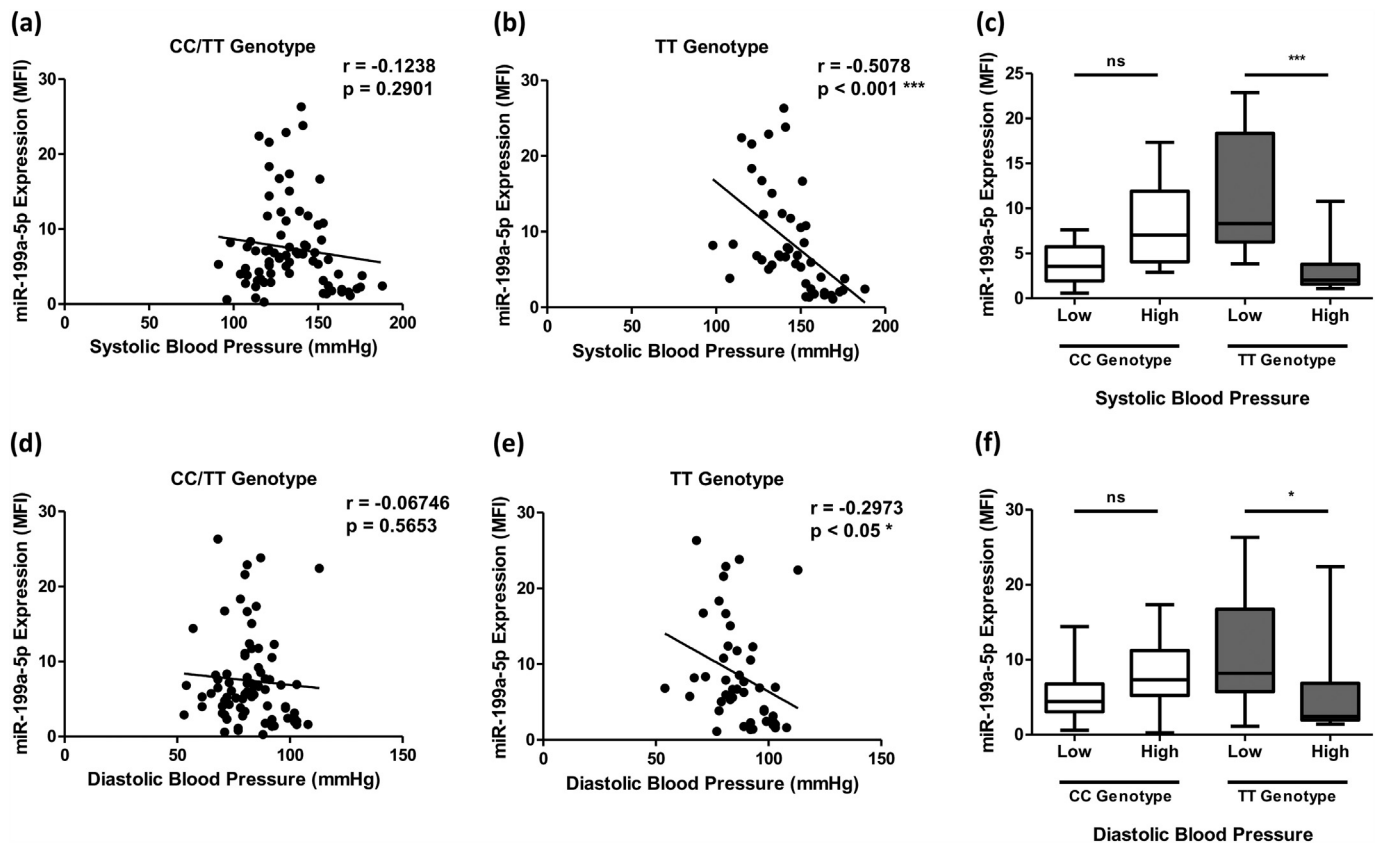 (a)
CC/TT Genotype
r = -0.1238
p = 0.2901
miR-199a-5p Expression (MFI)
30
20
10
0
0 50 100 150 200
Systolic Blood Pressure (mmHg)
(b)
TT Genotype
r = -0.5078
p < 0.001 ***
miR-199a-5p Expression (MFI)
30
20
10
0
0 50 100 150 200
Systolic Blood Pressure (mmHg)
(c)
ns ***
miR-199a-5p Expression (MFI)
25
20
15
10
5
0
Low High Low High
CC Genotype TT Genotype
Systolic Blood Pressure
(d)
CC/TT Genotype
r = -0.06746
p = 0.5653
miR-199a-5p Expression (MFI)
30
20
10
0
0 50 100 150
Diastolic Blood Pressure (mmHg)
(e)
TT Genotype
r = -0.2973
p < 0.05 *
miR-199a-5p Expression (MFI)
30
20
10
0
0 50 100 150
Diastolic Blood Pressure (mmHg)
(f)
ns *
miR-199a-5p Expression (MFI)
30
20
10
0
Low High Low High
CC Genotype TT Genotype
Diastolic Blood Pressure